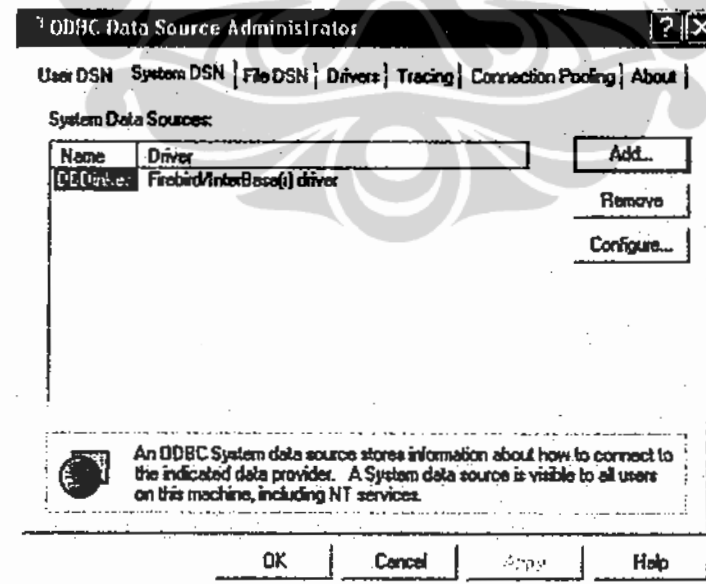 ODBC Data Source Administrator
User DSN System DSN File DSN Drivers Tracing Connection Pooling About
System Data Sources:
Name Driver Add...
Firebird/InterBase(r) driver
Remove
Configure...
An ODBC System data source stores information about how to connect to
the indicated data provider. A System data source is visible to all users
on this machine, including NT services.
OK Cancel Apply Help